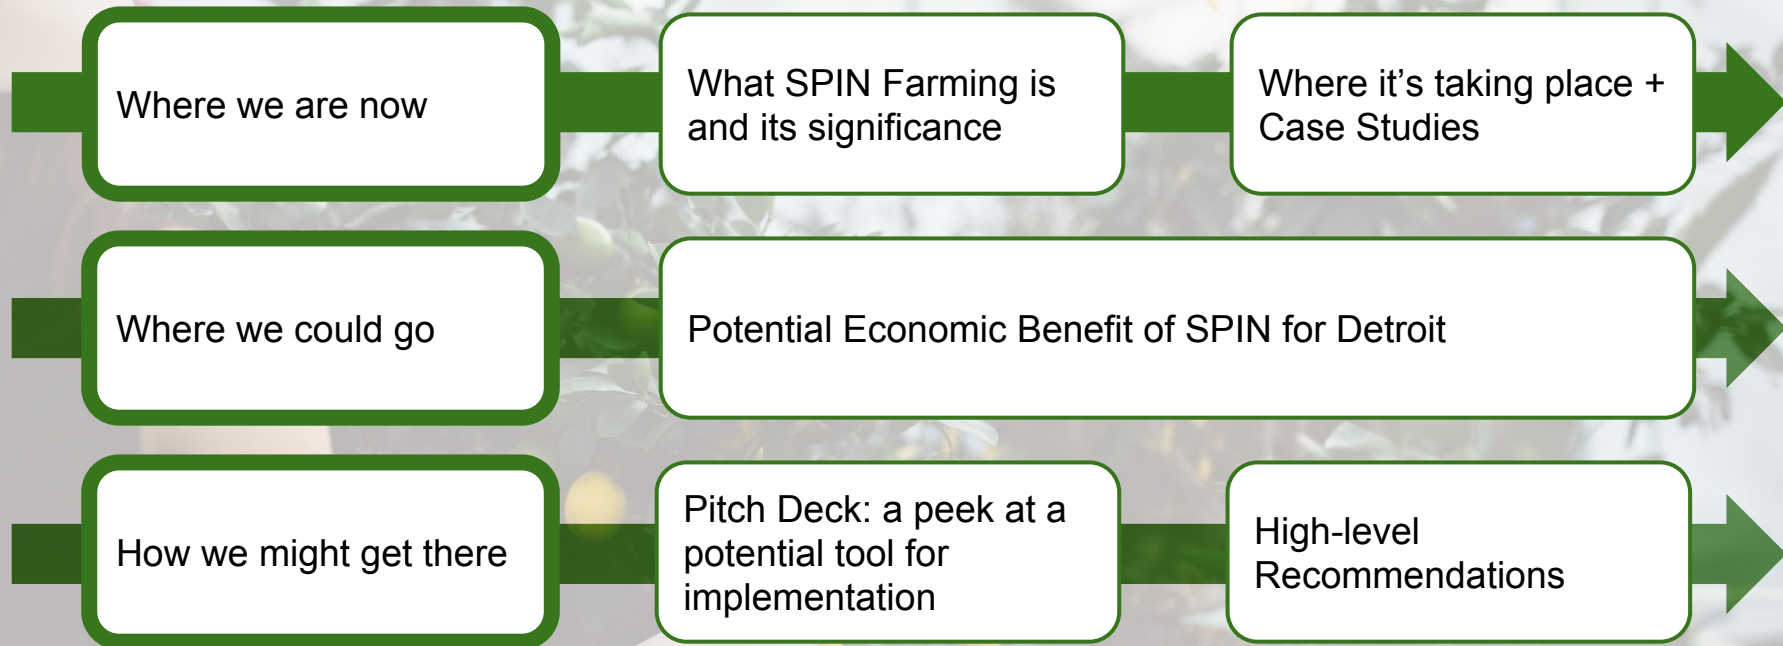 Where we are now
What SPIN Farming is
and its significance
Where it’s taking place +
Case Studies
Where we could go
Potential Economic Benefit of SPIN for Detroit
How we might get there
Pitch Deck: a peek at a
potential tool for
implementation
High-level
Recommendations